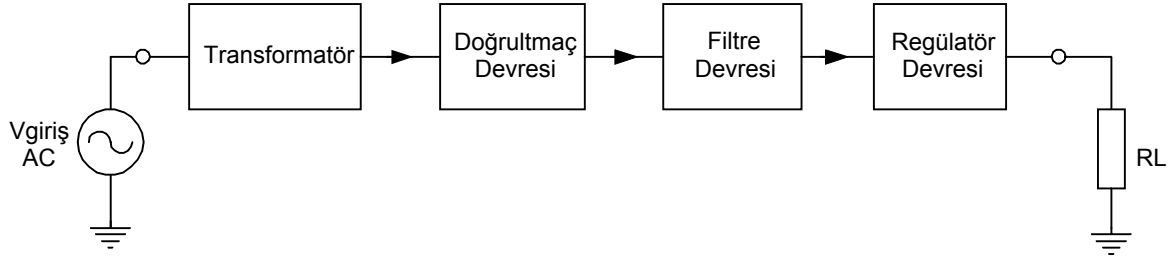 Vgiriş
AC
Transformatör
Doğrultmaç
Devresi
Filtre
Devresi
Regülatör
Devresi
RL